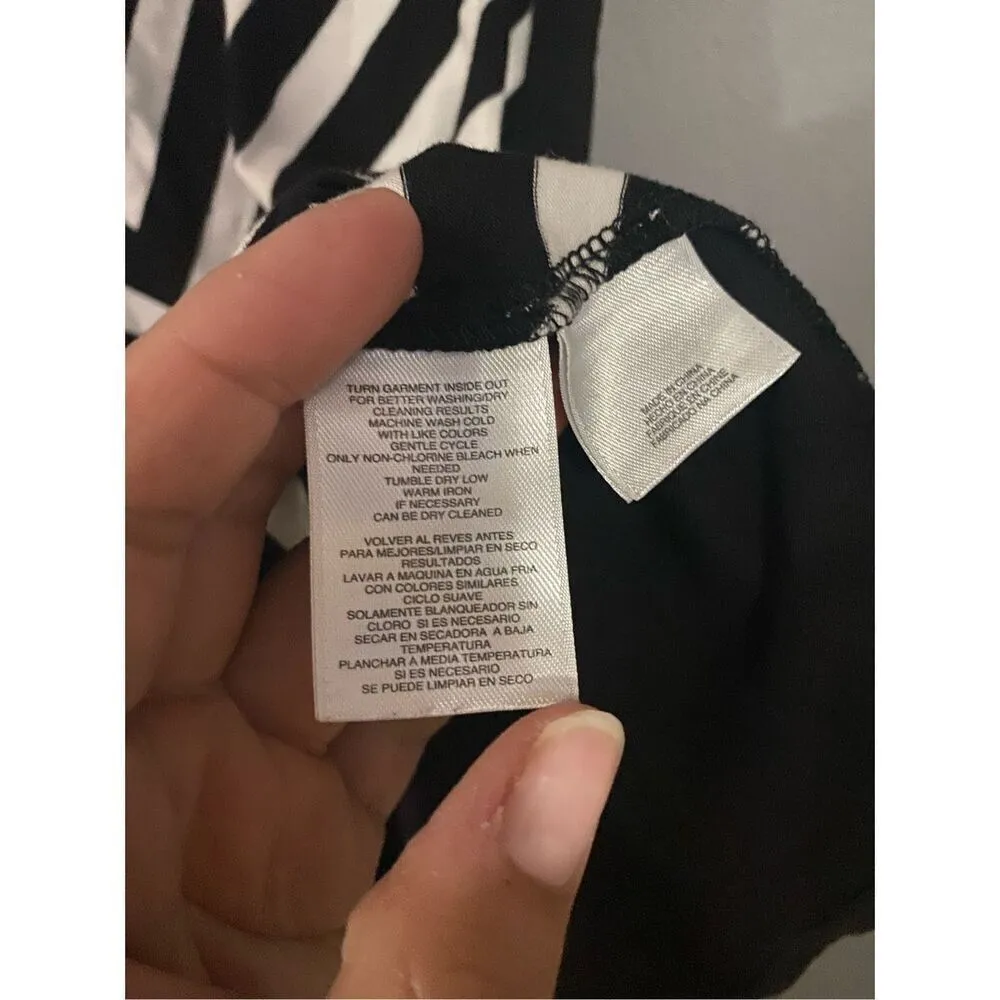 TURN GARMENT INSIDE OUT
FOR BETTER WASHING/DRY
CLEANING RESULTS
MACHINE WASH COLD
WITH LIKE COLORS
GENTLE CYCLE
ONLY NON-CHLORINE BLEACH WHEN
NEEDED
TUMBLE DRY LOW
WARM IRON
IF NECESSARY
CAN BE DRY CLEANED
VOLVER AL REVES ANTES
PARA MEJORES/LIMPIAR EN SECO
RESULTADOS
LAVAR A MAQUINA EN AGUA FRIA
CON COLORES SIMILARES
CICLO SUAVE
SOLAMENTE BLANQUEADOR SIN
CLORO SI ES NECESARIO
SECAR EN SECADORA A BAJA
TEMPERATURA
PLANCHAR A MEDIA TEMPERATURA
SI ES NECESARIO
SE PUEDE LIMPIAR EN SECO
MADE IN CHINA
HECHO EN CHINA
FABRIQUE EN CHINE
FABRICADO NA CHINA